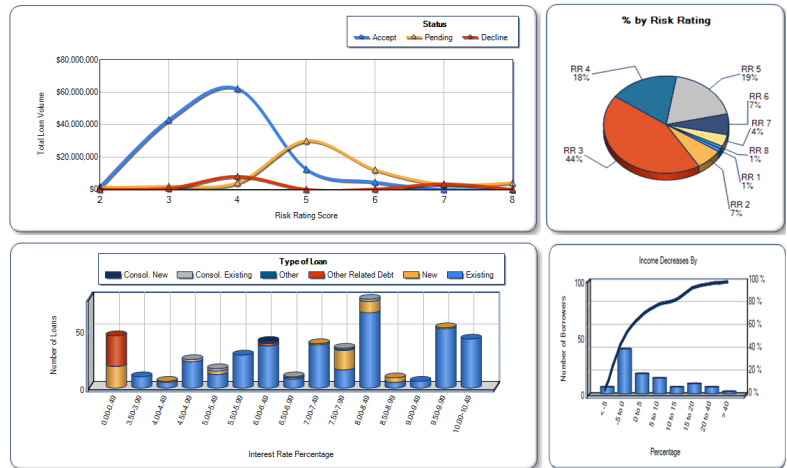 Status
Accept Pending Decline
$80,000,000
$60,000,000
$40,000,000
$20,000,000
$0
Total Loan Volume
2 3 4 5 6 7 8
Risk Rating Score
% by Risk Rating
RR 4
18%
RR 5
19%
RR 6
7%
RR 7
4%
RR 8
1%
RR 1
1%
RR 2
7%
RR 3
44%
Type of Loan
Consol. New Consol. Existing Other Other Related Debt New Existing
Number of Loans
50
0
0.00-0.49 3.50-3.99 4.00-4.49 4.50-4.99 5.00-5.49 5.50-5.99 6.00-6.49 6.50-6.99 7.00-7.49 7.50-7.99 8.00-8.49 8.50-8.99 9.00-9.49 9.50-9.99 10.00-10.49
Interest Rate Percentage
Income Decreases By
Number of Borrowers
100
50
0
100 %
80 %
60 %
40 %
20 %
0 %
< -5 -5 to 0 0 to 5 5 to 10 10 to 15 15 to 20 20 to 40 > 40
Percentage